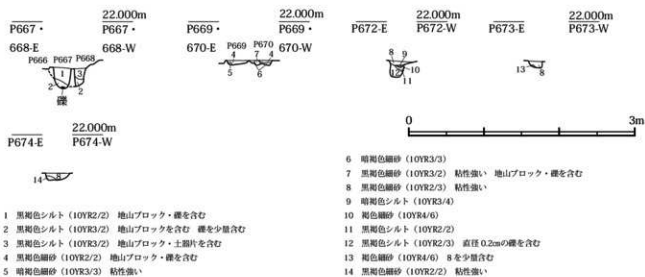 P667・
668-E
22.000m
P667・
668-W
P669・
670-E
22.000m
P669・
670-W
P672-E
22.000m
P672-W
P673-E
22.000m
P673-W
P666 P667 P668
1 3
2 2
礫
P669 P670
4 7 4
5 6
8 9
12 10
11
13 8
0 3m
P674-E
22.000m
P674-W
14 8
1 黒褐色シルト（10YR2/2） 地山ブロック・礫を含む
2 黒褐色シルト（10YR3/2） 地山ブロックを含む 礫を少量含む
3 黒褐色シルト（10YR3/2） 地山ブロック・土器片を含む
4 黒褐色細砂（10YR2/2） 地山ブロック・礫を含む
5 暗褐色細砂（10YR3/3） 粘性強い
6 暗褐色細砂（10YR3/3）
7 黒褐色細砂（10YR3/2） 粘性強い 地山ブロック・礫を含む
8 黒褐色細砂（10YR2/3） 粘性強い
9 暗褐色シルト（10YR3/4）
10 褐色細砂（10YR4/6）
11 黒褐色シルト（10YR2/2）
12 黒褐色シルト（10YR2/3） 直径 0.2cmの礫を含む
13 褐色細砂（10YR4/6） 8 を少量含む
14 黒褐色細砂（10YR2/2） 粘性強い